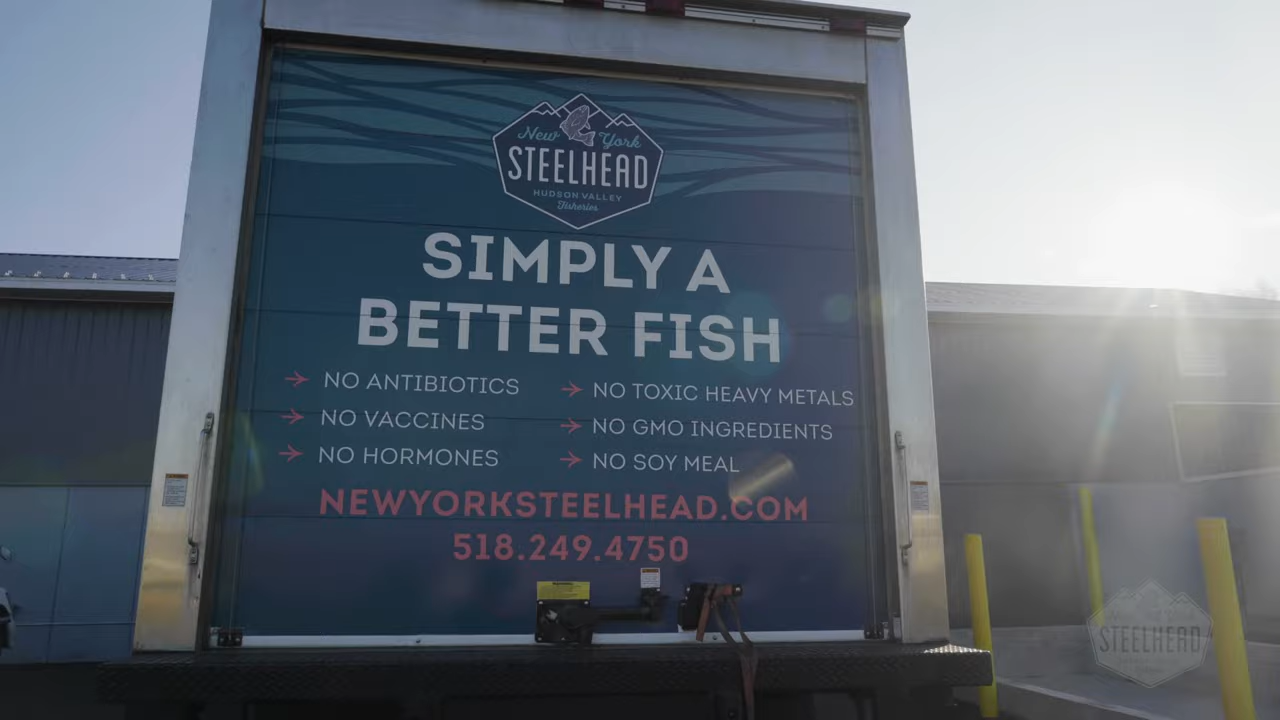 New York
STEELHEAD
HUDSON VALLEY
Fisheries
SIMPLY A
BETTER FISH
NO ANTIBIOTICS
NO VACCINES
NO HORMONES
NO TOXIC HEAVY METALS
NO GMO INGREDIENTS
NO SOY MEAL
NEWYORKSTEELHEAD.COM
518.249.4750
STEELHEAD